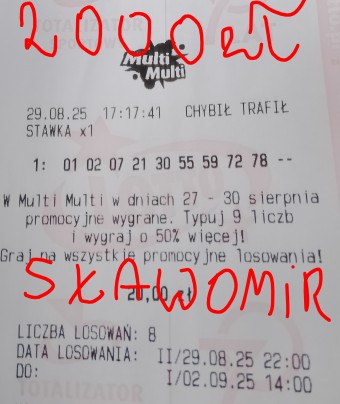 2020 zł
Multi
Multi
29.08.25 17:17:41 CHYBIŁ TRAFIŁ
STAWKA x1
1: 01 02 07 21 30 55 59 72 78 --
W Multi Multi w dniach 27 - 30 sierpnia
promocyjne wygrane. Typuj 9 liczb
i wygraj o 50% więcej!
Graj na wszystkie promocyjne losowania!
SŁAWOMIR
20,00 zł
LICZBA LOSOWAŃ: 8
DATA LOSOWANIA: II/29.08.25 22:00
DO: I/02.09.25 14:00
TOTALIZATOR